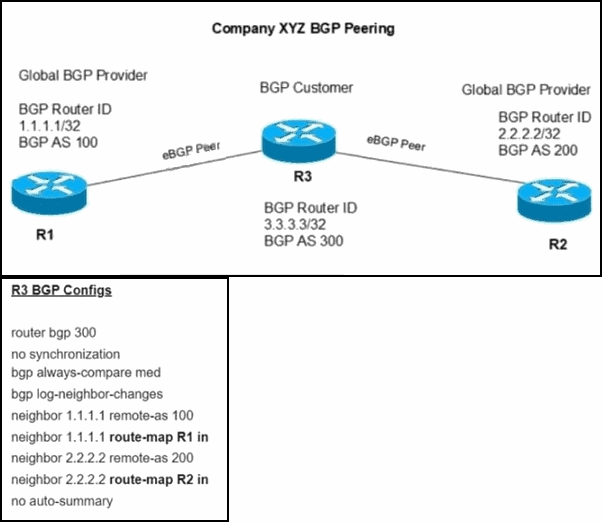 Company XYZ BGP Peering
Global BGP Provider
BGP Router ID
1.1.1.1/32
BGP AS 100
R1
eBGP Peer
BGP Customer
R3
BGP Router ID
3.3.3.3/32
BGP AS 300
eBGP Peer
Global BGP Provider
BGP Router ID
2.2.2.2/32
BGP AS 200
R2
R3 BGP Configs
router bgp 300
no synchronization
bgp always-compare med
bgp log-neighbor-changes
neighbor 1.1.1.1 remote-as 100
neighbor 1.1.1.1 route-map R1 in
neighbor 2.2.2.2 remote-as 200
neighbor 2.2.2.2 route-map R2 in
no auto-summary